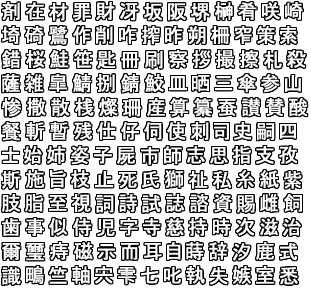 剤在材罪財冴坂阪堺榊肴咲崎
埼碕鷺作削咋搾昨朔柵窄策索
錯桜鮭笹匙冊刷察拶撮擦札殺
薩雑皐鯖捌錆鮫皿晒三傘参山
惨撒散桟燦珊産算纂蚕讃賛酸
餐斬暫残仕仔伺使刺司史嗣四
士始姉姿子屍市師志思指支孜
斯施旨枝止死氏獅祉私糸紙紫
肢脂至視詞詩試誌諮資賜雌飼
歯事似侍児字寺慈持時次滋治
爾璽痔磁示而耳自蒔辞汐鹿式
識鴫竺軸宍雫七叱執失嫉室悉